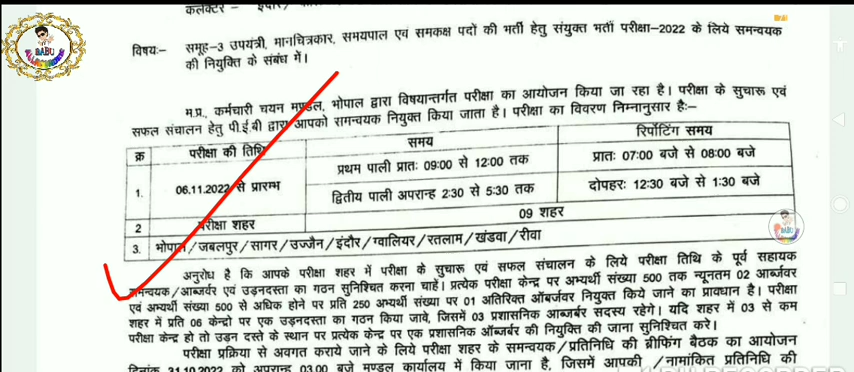 कलेक्टर –
विषयः– समूह–3 उपयंत्री, मानचित्रकार, समयपाल एवं समकक्ष पदों की भर्ती हेतु संयुक्त भर्ती परीक्षा–2022 के लिये समन्वयक
की नियुक्ति के संबंध में।
म.प्र. कर्मचारी चयन मण्डल, भोपाल द्वारा विषयान्तर्गत परीक्षा का आयोजन किया जा रहा है। परीक्षा के सुचारू एवं
सफल संचालन हेतु पी.ई.बी द्वारा आपको समन्वयक नियुक्त किया जाता है। परीक्षा का विवरण निम्नानुसार हैः–
क्र परीक्षा की तिथि समय रिपोर्टिंग समय
1. 06.11.2022 से प्रारम्भ प्रथम पाली प्रातः 09:00 से 12:00 तक प्रातः 07:00 बजे से 08:00 बजे
द्वितीय पाली अपरान्ह 2:30 से 5:30 तक दोपहरः 12:30 बजे से 1:30 बजे
2 परीक्षा शहर 09 शहर
3. भोपाल/जबलपुर/सागर/उज्जैन/इंदौर/ग्वालियर/रतलाम/खंडवा/रीवा
अनुरोध है कि आपके परीक्षा शहर में परीक्षा के सुचारू एवं सफल संचालन के लिये परीक्षा तिथि के पूर्व सहायक
समन्वयक/आब्जर्वर एवं उड़नदस्ता का गठन सुनिश्चित करना चाहें। प्रत्येक परीक्षा केन्द्र पर अभ्यर्थी संख्या 500 तक न्यूनतम 02 आब्जर्वर
एवं अभ्यर्थी संख्या 500 से अधिक होने पर प्रति 250 अभ्यर्थी संख्या पर 01 अतिरिक्त ऑबर्जवर नियुक्त किये जाने का प्रावधान है। परीक्षा
शहर में प्रति 06 केन्द्रो पर एक उड़नदस्ता का गठन किया जावे, जिसमें 03 प्रशासनिक आब्जर्बर सदस्य रहेगे। यदि शहर में 03 से कम
परीक्षा केन्द्र हो तो उड़न दस्ते के स्थान पर प्रत्येक केन्द्र पर एक प्रशासनिक ऑब्जर्बर की नियुक्ति की जाना सुनिश्चित करे।
परीक्षा प्रक्रिया से अवगत कराये जाने के लिये परीक्षा शहर के समन्वयक/प्रतिनिधि की ब्रीफिंग बैठक का आयोजन
दिनांक 31.10.2022 को अपरान्ह 03.00 बजे मण्डल कार्यालय में किया जाना है, जिसमें आपकी /नामांकित प्रतिनिधि की
BABU
BABU